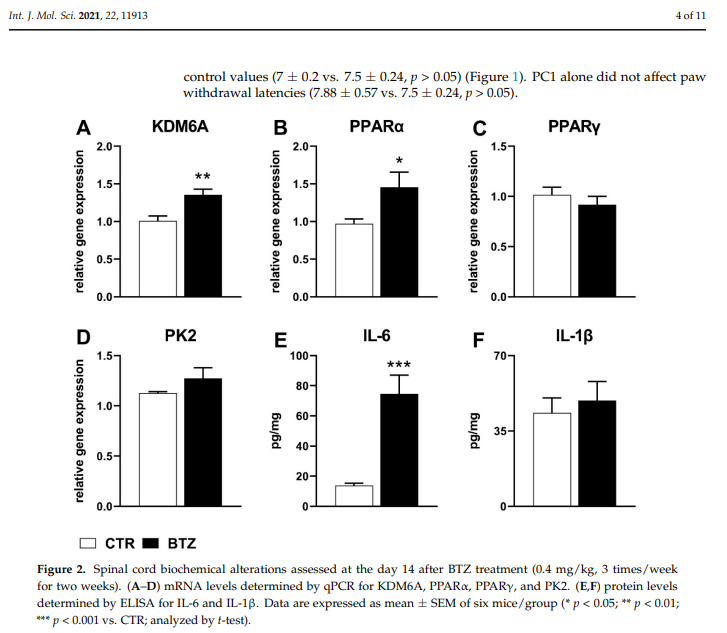 Int. J. Mol. Sci. 2021, 22, 11913
4 of 11
control values (7 ± 0.2 vs. 7.5 ± 0.24, p > 0.05) (Figure 1). PC1 alone did not affect paw
withdrawal latencies (7.88 ± 0.57 vs. 7.5 ± 0.24, p > 0.05).
A
KDM6A
relative gene expression
2.0
1.5
1.0
0.5
0.0
**
B
PPARα
relative gene expression
2.0
1.5
1.0
0.5
0.0
*
C
PPARγ
relative gene expression
1.5
1.0
0.5
0.0
D
PK2
relative gene expression
1.5
1.0
0.5
0.0
E
IL-6
pg/mg
100
80
60
40
20
0
***
F
IL-1β
pg/mg
70
35
0
CTR BTZ
Figure 2. Spinal cord biochemical alterations assessed at the day 14 after BTZ treatment (0.4 mg/kg, 3 times/week
for two weeks). (A–D) mRNA levels determined by qPCR for KDM6A, PPARα, PPARγ, and PK2. (E,F) protein levels
determined by ELISA for IL-6 and IL-1β. Data are expressed as mean ± SEM of six mice/group (* p < 0.05; ** p < 0.01;
*** p < 0.001 vs. CTR; analyzed by t-test).